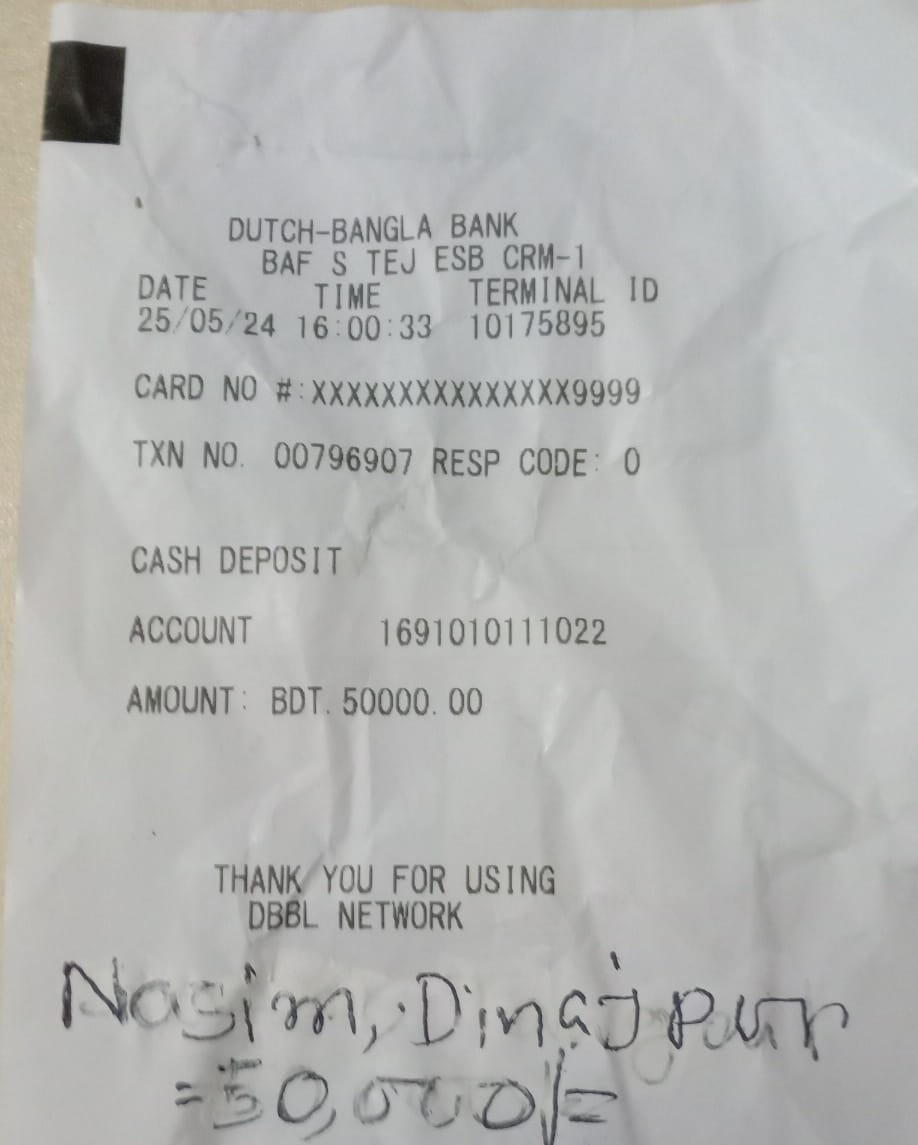 DUTCH-BANGLA BANK
BAF S TEJ ESB CRM-1
DATE TIME TERMINAL ID
25/05/24 16:00:33 10175895
CARD NO #:XXXXXXXXXXXXXXX9999
TXN NO. 00796907 RESP CODE: 0
CASH DEPOSIT
ACCOUNT 1691010111022
AMOUNT: BDT. 50000.00
THANK YOU FOR USING
DBBL NETWORK
Nasim, Dinajpur
=50,000/=